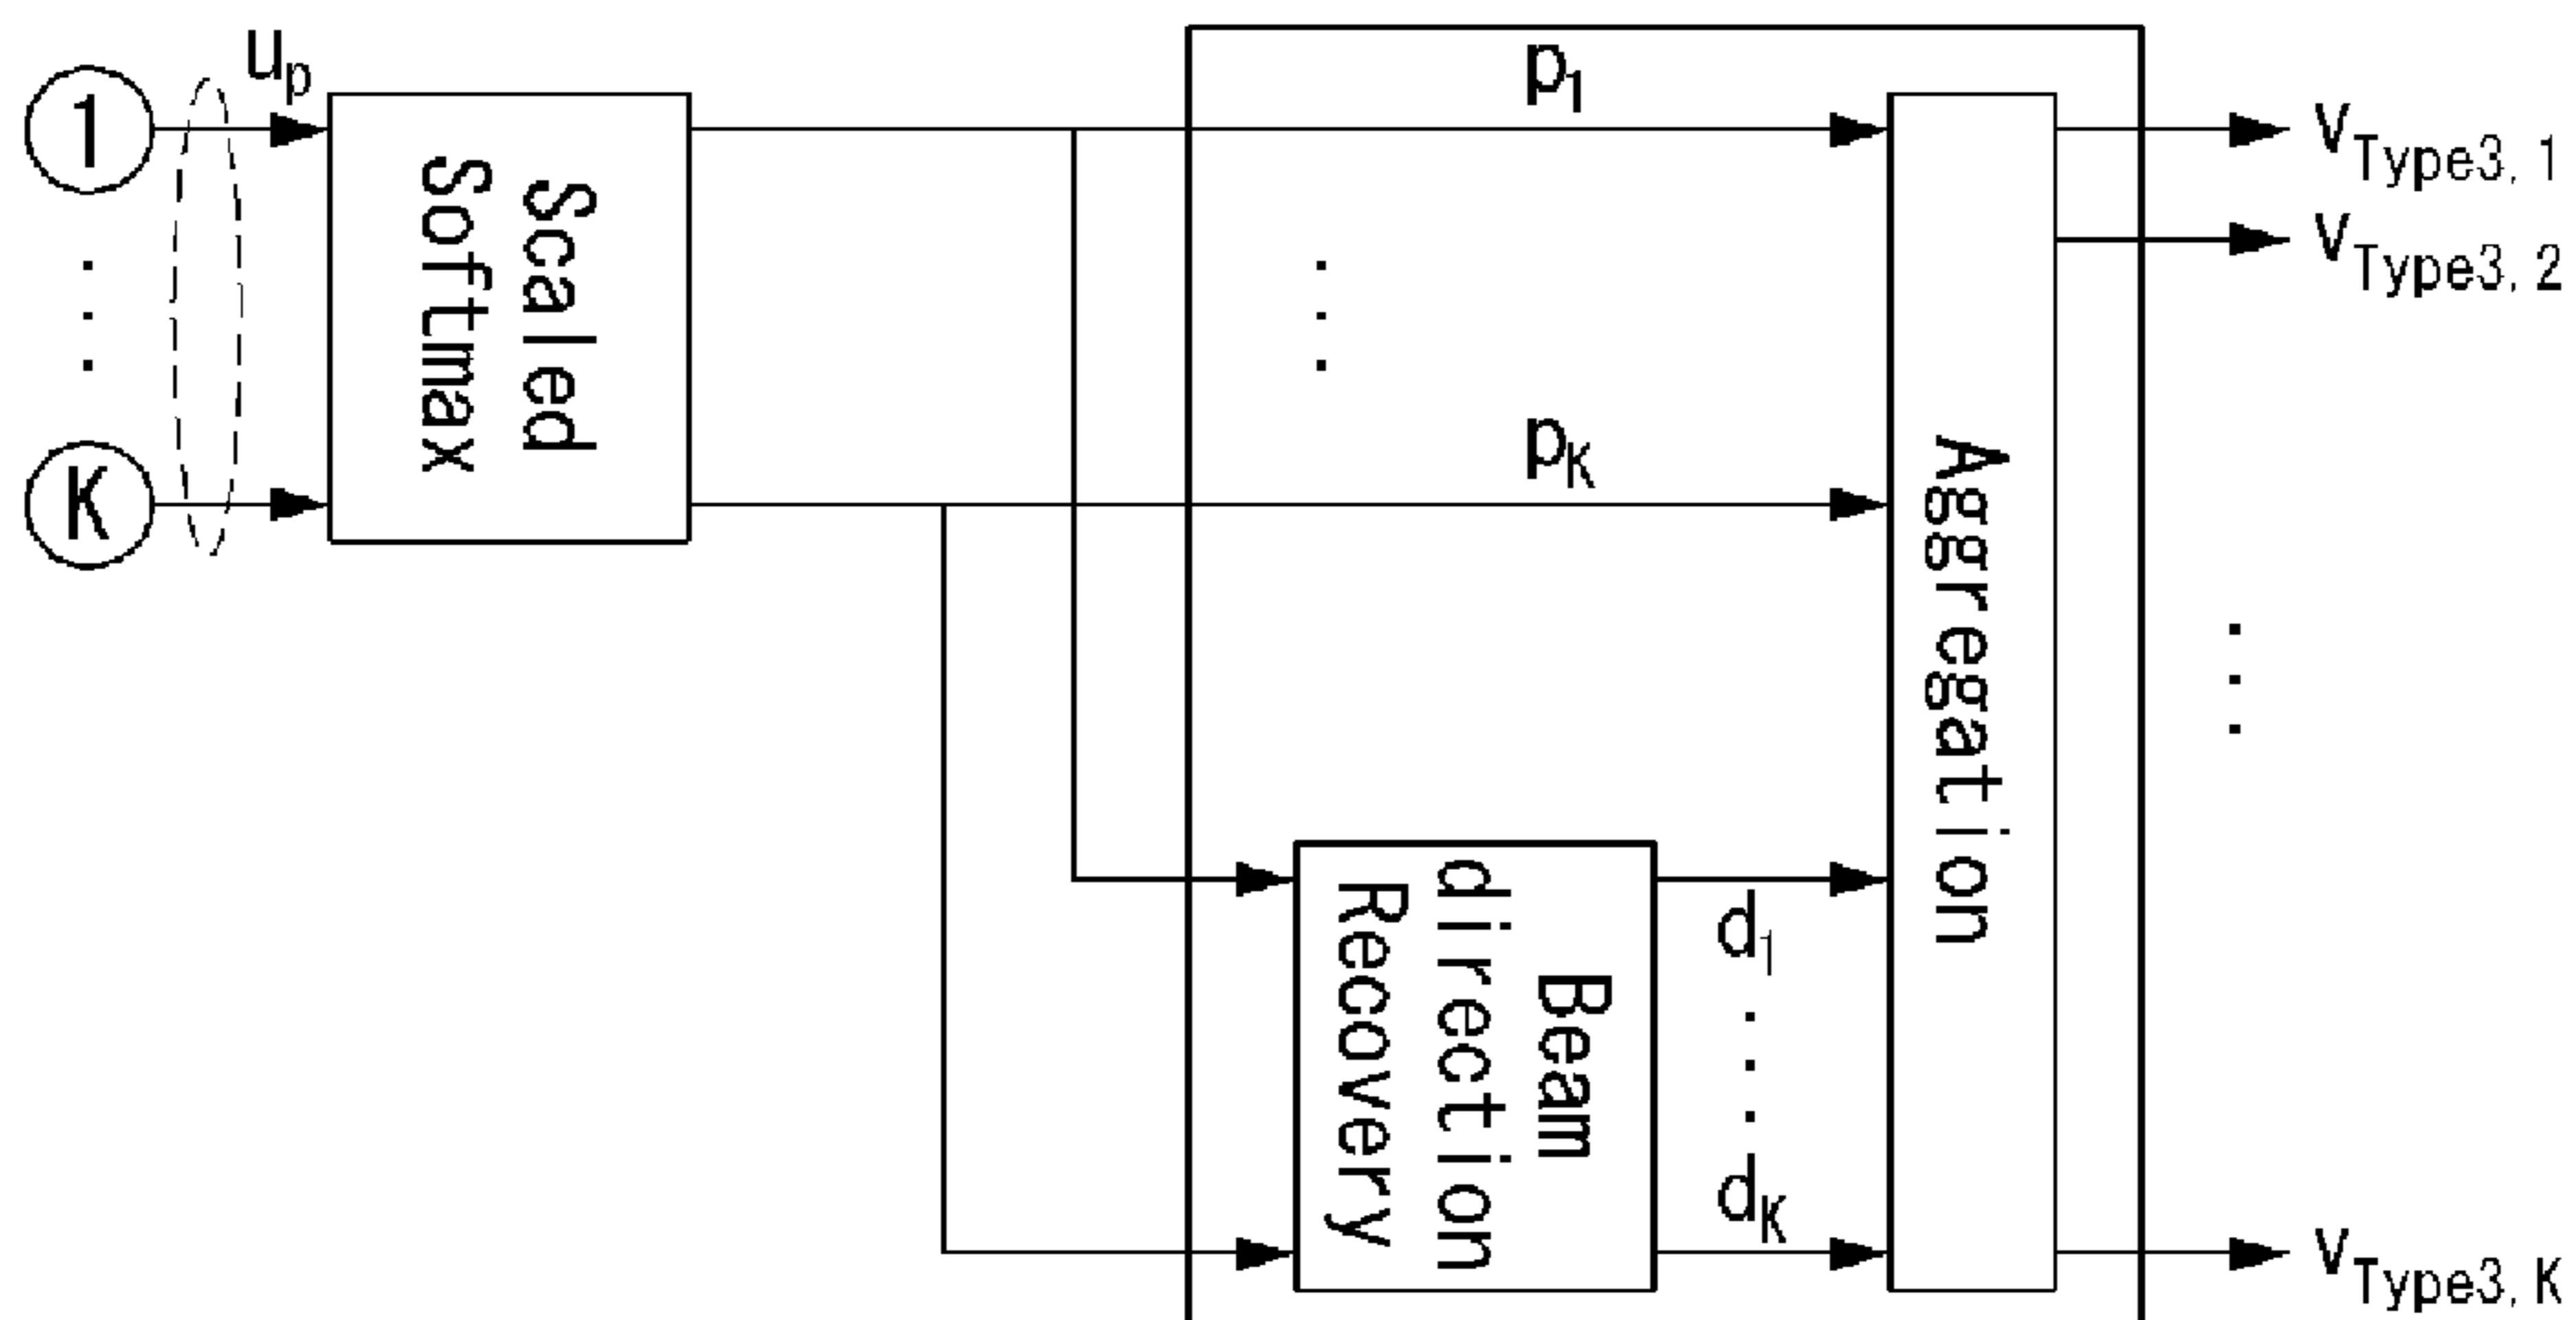 1
⋮
K
u_p
Scaled
Softmax
p_1
⋮
p_K
Beam
direction
Recovery
d_1
⋮
d_K
Aggregation
v_Type3, 1
v_Type3, 2
⋮
v_Type3, K